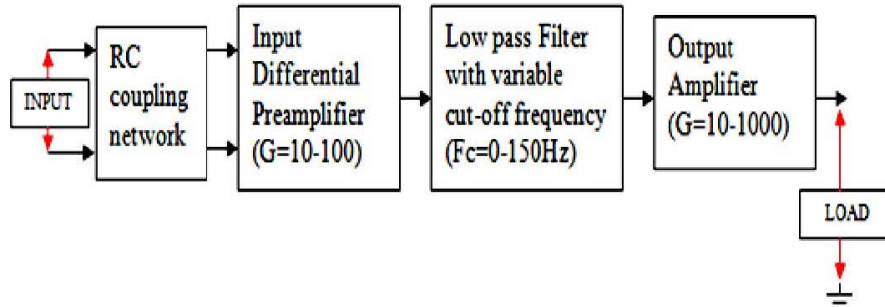 INPUT
RC
coupling
network
Input
Differential
Preamplifier
(G=10-100)
Low pass Filter
with variable
cut-off frequency
(Fc=0-150Hz)
Output
Amplifier
(G=10-1000)
LOAD